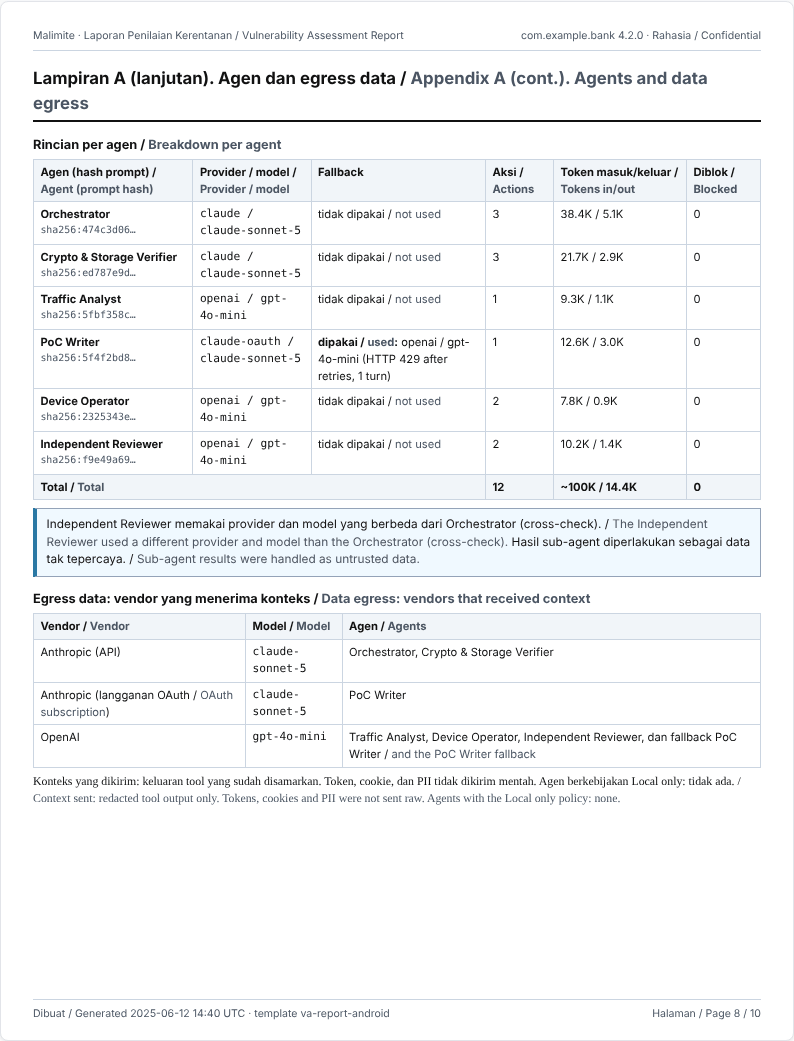 Malimite · Laporan Penilaian Kerentanan / Vulnerability Assessment Report
com.example.bank 4.2.0 · Rahasia / Confidential
Lampiran A (lanjutan). Agen dan egress data / Appendix A (cont.). Agents and data
egress
Rincian per agen / Breakdown per agent
Agen (hash prompt) /
Agent (prompt hash)
Provider / model /
Provider / model
Fallback
Aksi /
Actions
Token masuk/keluar /
Tokens in/out
Diblok /
Blocked
Orchestrator
sha256:474c3d06…
claude /
claude-sonnet-5
tidak dipakai / not used
3
38.4K / 5.1K
0
Crypto & Storage Verifier
sha256:ed787e9d…
claude /
claude-sonnet-5
tidak dipakai / not used
3
21.7K / 2.9K
0
Traffic Analyst
sha256:5fbf358c…
openai / gpt-
4o-mini
tidak dipakai / not used
1
9.3K / 1.1K
0
PoC Writer
sha256:5f4f2bd8…
claude-oauth /
claude-sonnet-5
dipakai / used: openai / gpt-
4o-mini (HTTP 429 after
retries, 1 turn)
1
12.6K / 3.0K
0
Device Operator
sha256:2325343e…
openai / gpt-
4o-mini
tidak dipakai / not used
2
7.8K / 0.9K
0
Independent Reviewer
sha256:f9e49a69…
openai / gpt-
4o-mini
tidak dipakai / not used
2
10.2K / 1.4K
0
Total / Total
12
~100K / 14.4K
0
Independent Reviewer memakai provider dan model yang berbeda dari Orchestrator (cross-check). / The Independent
Reviewer used a different provider and model than the Orchestrator (cross-check). Hasil sub-agent diperlakukan sebagai data
tak tepercaya. / Sub-agent results were handled as untrusted data.
Egress data: vendor yang menerima konteks / Data egress: vendors that received context
Vendor / Vendor
Model / Model
Agen / Agents
Anthropic (API)
claude-
sonnet-5
Orchestrator, Crypto & Storage Verifier
Anthropic (langganan OAuth / OAuth
subscription)
claude-
sonnet-5
PoC Writer
OpenAI
gpt-4o-mini
Traffic Analyst, Device Operator, Independent Reviewer, dan fallback PoC
Writer / and the PoC Writer fallback
Konteks yang dikirim: keluaran tool yang sudah disamarkan. Token, cookie, dan PII tidak dikirim mentah. Agen berkebijakan Local only: tidak ada. /
Context sent: redacted tool output only. Tokens, cookies and PII were not sent raw. Agents with the Local only policy: none.
Dibuat / Generated 2025-06-12 14:40 UTC · template va-report-android
Halaman / Page 8 / 10